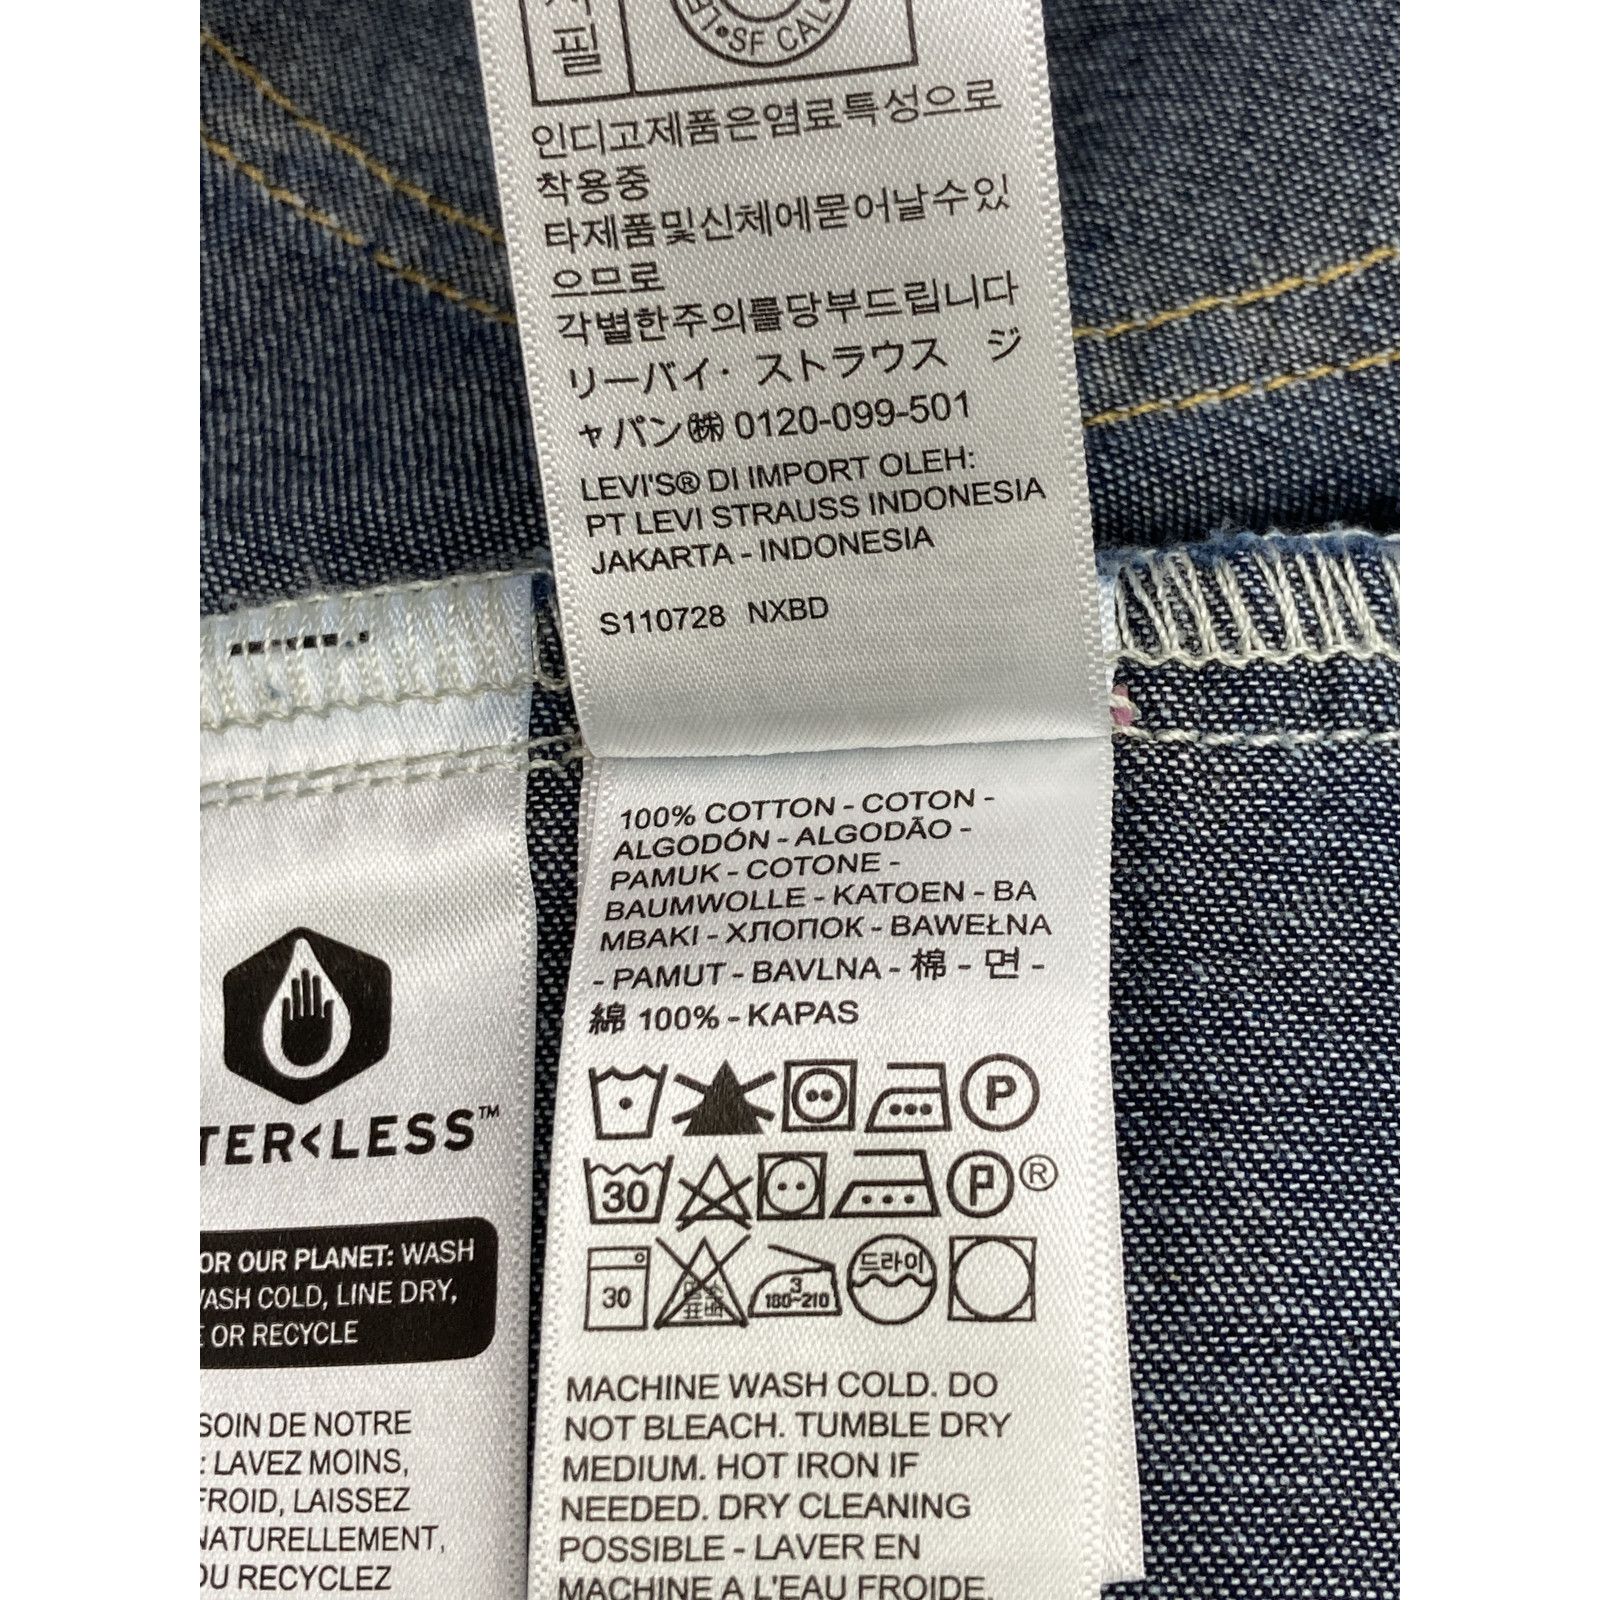 필
SF CAL
인디고제품은염료특성으로
착용중
타제품및신체에묻어날수있
으므로
각별한주의를당부드립니다
リーバイ・ストラウス ジ
ャパン㈱0120-099-501
LEVI'S® DI IMPORT OLEH:
PT LEVI STRAUSS INDONESIA
JAKARTA - INDONESIA
S110728 NXBD
100% COTTON - COTON -
ALGODÓN - ALGODÃO -
PAMUK - COTONE -
BAUMWOLLE - KATOEN - BA
MBAKI - ХЛОПОК - BAWEŁNA
- PAMUT - BAVLNA - 棉 - 면 -
綿 100% - KAPAS
P
30 P®
30 3 180~210 드라이
MACHINE WASH COLD. DO
NOT BLEACH. TUMBLE DRY
MEDIUM. HOT IRON IF
NEEDED. DRY CLEANING
POSSIBLE - LAVER EN
MACHINE A L'EAU FROIDE.
TER<LESS™
OR OUR PLANET: WASH
ASH COLD, LINE DRY,
OR RECYCLE
SOIN DE NOTRE
: LAVEZ MOINS,
FROID, LAISSEZ
NATURELLEMENT,
OU RECYCLEZ